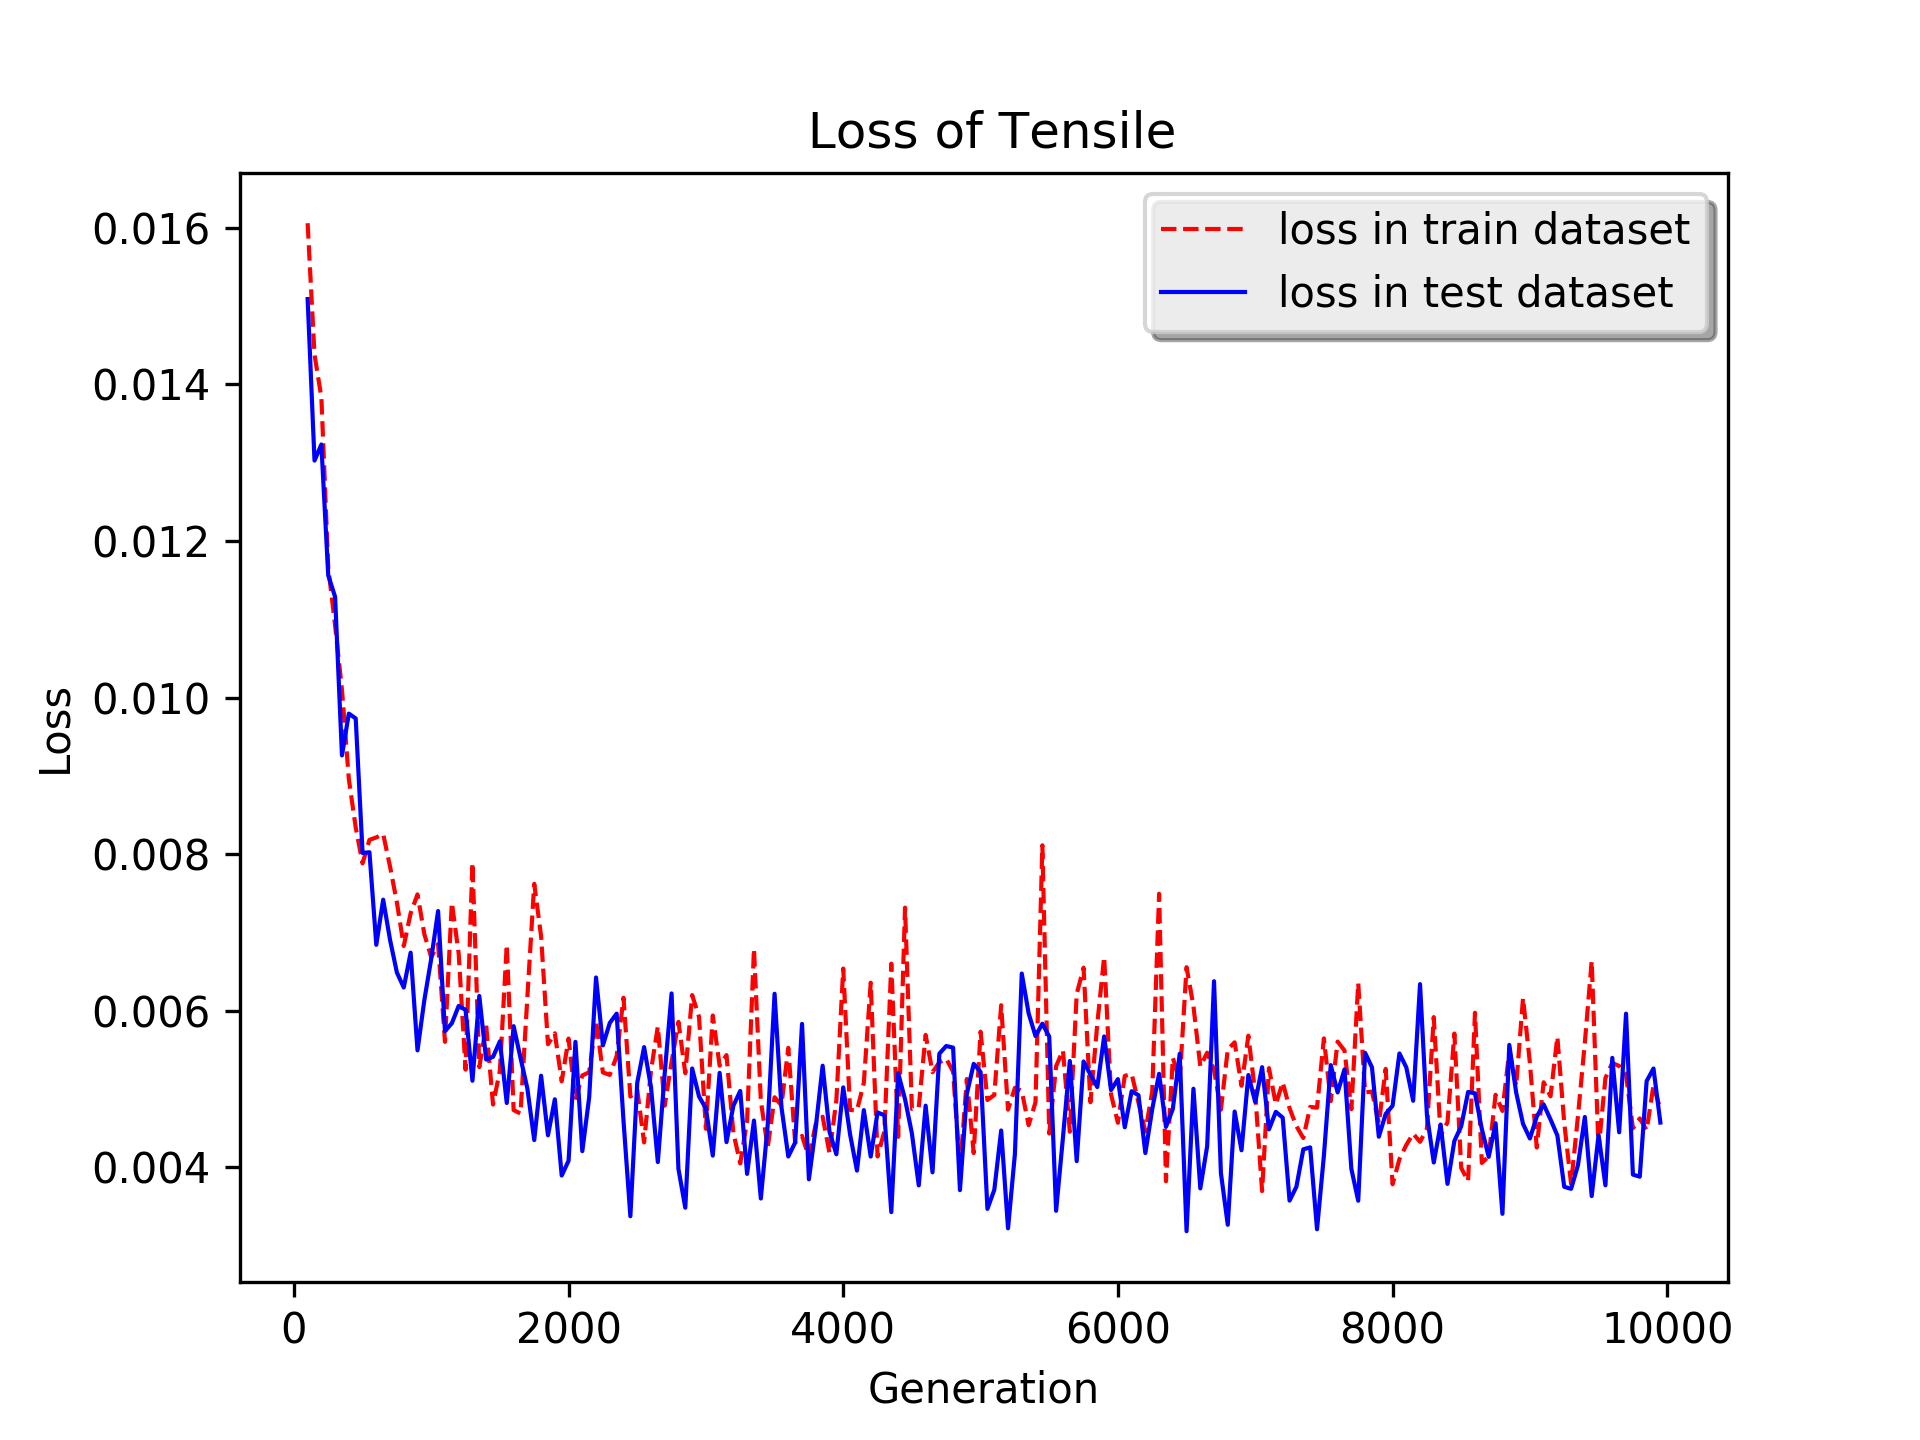 Loss of Tensile
loss in train dataset
loss in test dataset
0.016
0.014
0.012
0.010
0.008
0.006
0.004
Loss
0 2000 4000 6000 8000 10000
Generation